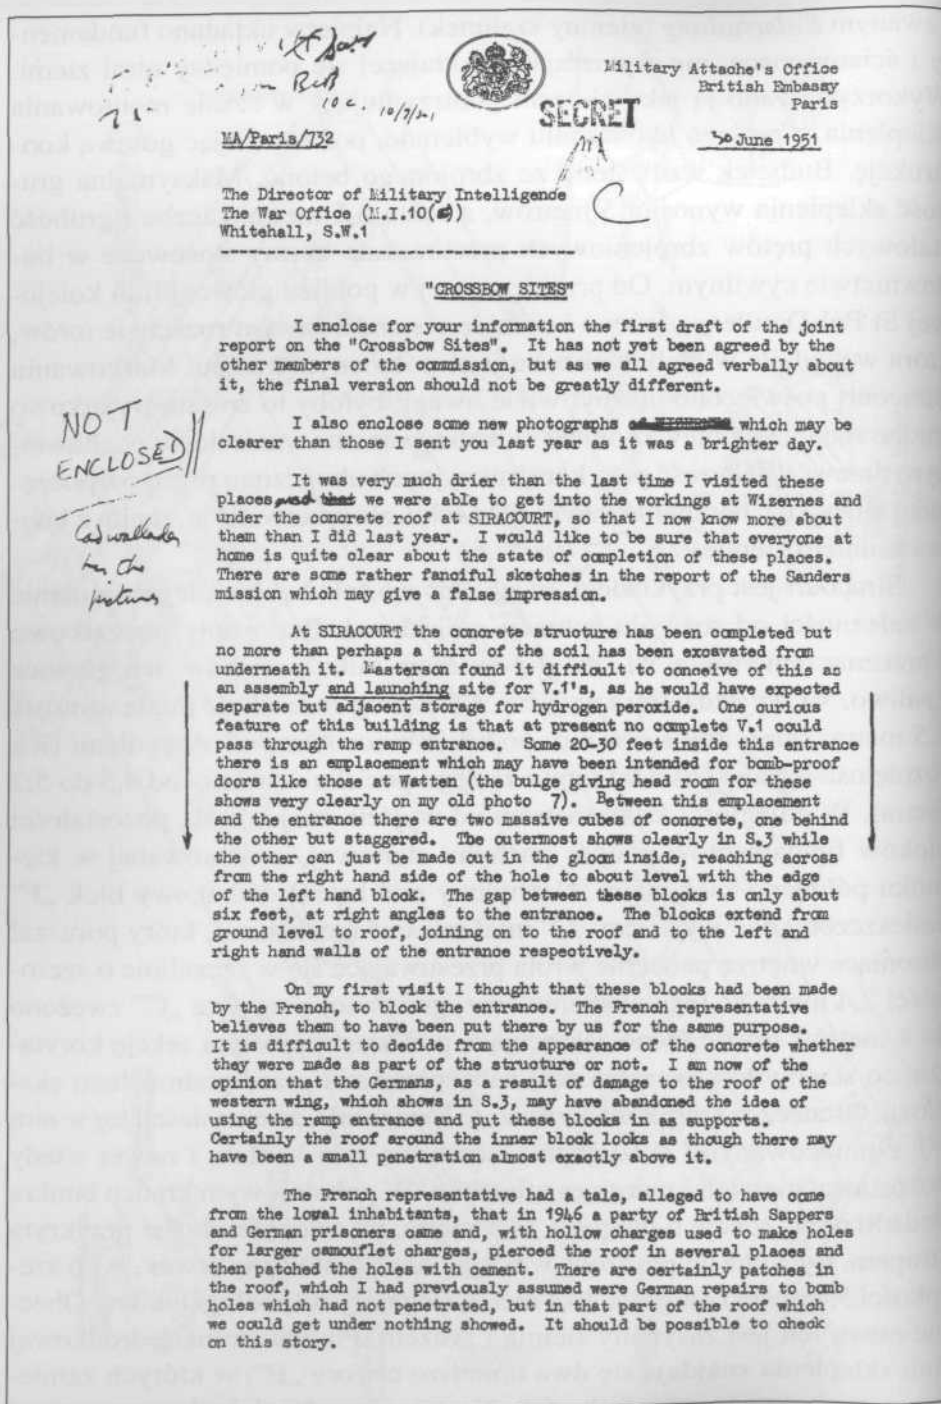 10/7/51
SECRET
Military Attache's Office
British Embassy
Paris
MA/Paris/732
30 June 1951
C
The Director of Military Intelligence
The War Office (M.I.10( ))
Whitehall, S.W.1
"CROSSBOW SITES"
I enclose for your information the first draft of the joint
report on the "Crossbow Sites". It has not yet been agreed by the
other members of the commission, but as we all agreed verbally about
it, the final version should not be greatly different.
I also enclose some new photographs which may be
clearer than those I sent you last year as it was a brighter day.
NOT
ENCLOSED
Cadwallader
has the
pictures
It was very much drier than the last time I visited these
places and we were able to get into the workings at Wizernes and
under the concrete roof at SIRACOURT, so that I now know more about
them than I did last year. I would like to be sure that everyone at
home is quite clear about the state of completion of these places.
There are some rather fanciful sketches in the report of the Sanders
mission which may give a false impression.
At SIRACOURT the concrete structure has been completed but
no more than perhaps a third of the soil has been excavated from
underneath it. Masterson found it difficult to conceive of this as
an assembly and launching site for V.1's, as he would have expected
separate but adjacent storage for hydrogen peroxide. One curious
feature of this building is that at present no complete V.1 could
pass through the ramp entrance. Some 20-30 feet inside this entrance
there is an emplacement which may have been intended for bomb-proof
doors like those at Watten (the bulge giving head room for these
shows very clearly on my old photo 7). Between this emplacement
and the entrance there are two massive cubes of concrete, one behind
the other but staggered. The outermost shows clearly in S.3 while
the other can just be made out in the gloom inside, reaching across
from the right hand side of the hole to about level with the edge
of the left hand block. The gap between these blocks is only about
six feet, at right angles to the entrance. The blocks extend from
ground level to roof, joining on to the roof and to the left and
right hand walls of the entrance respectively.
On my first visit I thought that these blocks had been made
by the French, to block the entrance. The French representative
believes them to have been put there by us for the same purpose.
It is difficult to decide from the appearance of the concrete whether
they were made as part of the structure or not. I am now of the
opinion that the Germans, as a result of damage to the roof of the
western wing, which shows in S.3, may have abandoned the idea of
using the ramp entrance and put these blocks in as supports.
Certainly the roof around the inner block looks as though there may
have been a small penetration almost exactly above it.
The French representative had a tale, alleged to have come
from the local inhabitants, that in 1946 a party of British Sappers
and German prisoners came and, with hollow charges used to make holes
for larger camouflet charges, pierced the roof in several places and
then patched the holes with cement. There are certainly patches in
the roof, which I had previously assumed were German repairs to bomb
holes which had not penetrated, but in that part of the roof which
we could get under nothing showed. It should be possible to check
on this story.